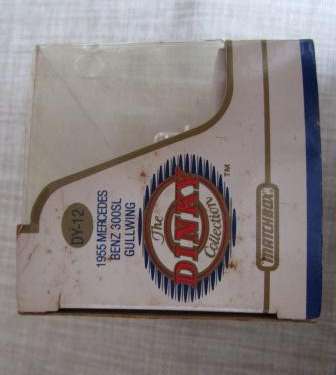 DY-12
1955 MERCEDES
BENZ 300SL
GULLWING
The
DINKY
Collection
TM
MATCHBOX